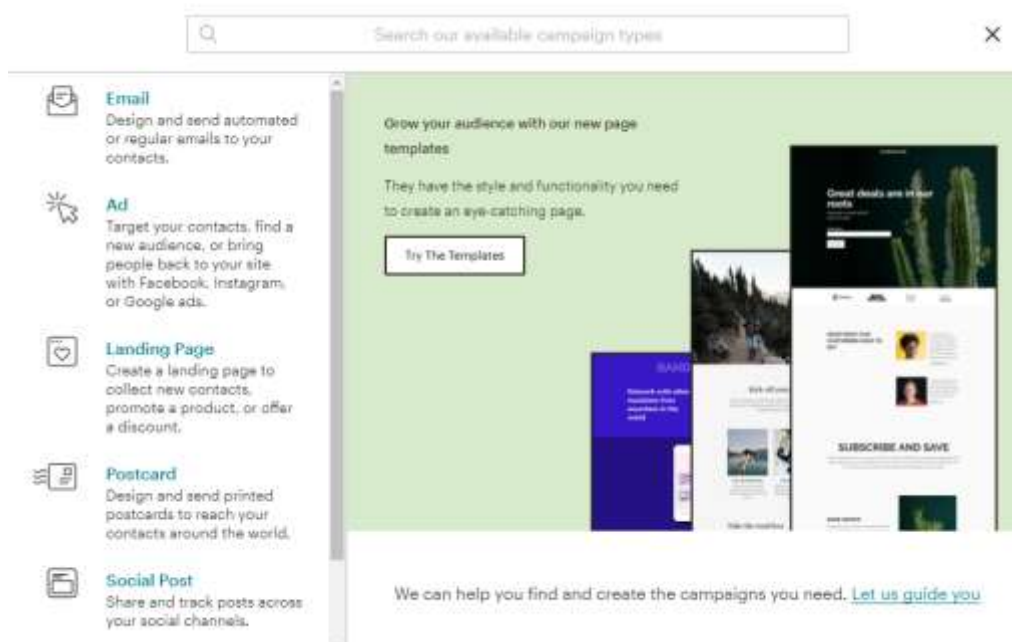 Search our available campaign types
Email
Design and send automated
or regular emails to your
contacts.
Ad
Target your contacts, find a
new audience, or bring
people back to your site
with Facebook, Instagram,
or Google ads.
Landing Page
Create a landing page to
collect new contacts,
promote a product, or offer
a discount.
Postcard
Design and send printed
postcards to reach your
contacts around the world.
Social Post
Share and track posts across
your social channels.
Grow your audience with our new page
templates
They have the style and functionality you need
to create an eye-catching page.
Try The Templates
Great deals are in our
roots
SUBSCRIBE AND SAVE
We can help you find and create the campaigns you need. Let us guide you